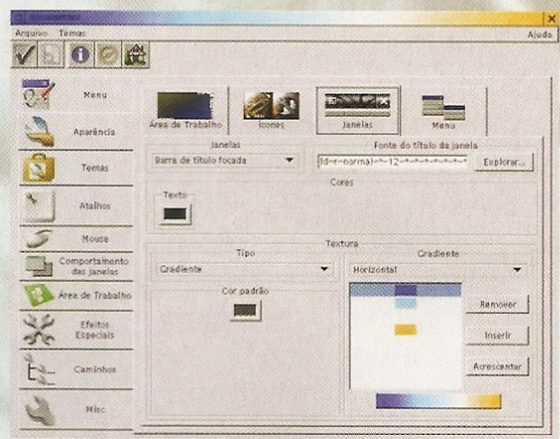 Arquivo Temas
Ajuda
Menu
Aparência
Temas
Atalhos
Mouse
Comportamento
das janelas
Área de Trabalho
Efeitos
Especiais
Caminhos
Misc
Área de Trabalho
Ícones
Janelas
Menu
Janelas
Barra de título focada
Fonte do título da janela
Explorar...
Cores
Texto
Textura
Tipo
Gradiente
Cor padrão
Gradiente
Horizontal
Remover
Inserir
Acrescentar